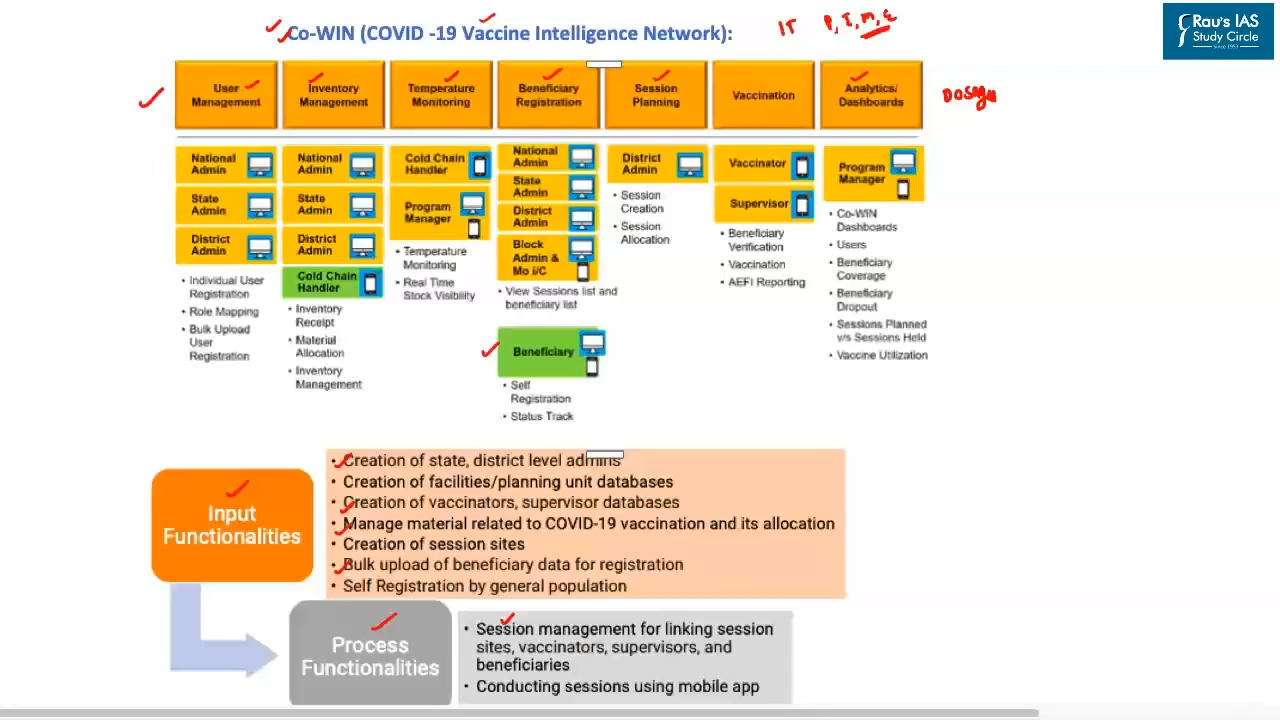 Co-WIN (COVID -19 Vaccine Intelligence Network):
IT P, I, M, E
Rau's IAS
Study Circle
Since 1953
User
Management
Inventory
Management
Temperature
Monitoring
Beneficiary
Registration
Session
Planning
Vaccination
Analytics/
Dashboards
National
Admin
State
Admin
District
Admin
• Individual User
Registration
• Role Mapping
• Bulk Upload
User
Registration
National
Admin
State
Admin
District
Admin
Cold Chain
Handler
• Inventory
Receipt
• Material
Allocation
• Inventory
Management
Cold Chain
Handler
Program
Manager
• Temperature
Monitoring
• Real Time
Stock Visibility
National
Admin
State
Admin
District
Admin
Block
Admin &
Mo i/C
• View Sessions list and
beneficiary list
Beneficiary
• Self
Registration
• Status Track
District
Admin
• Session
Creation
• Session
Allocation
Vaccinator
Supervisor
• Beneficiary
Verification
• Vaccination
• AEFI Reporting
Program
Manager
• Co-WIN
Dashboards
• Users
• Beneficiary
Coverage
• Beneficiary
Dropout
• Sessions Planned
v/s Sessions Held
• Vaccine Utilization
Input
Functionalities
• Creation of state, district level admins
• Creation of facilities/planning unit databases
• Creation of vaccinators, supervisor databases
• Manage material related to COVID-19 vaccination and its allocation
• Creation of session sites
• Bulk upload of beneficiary data for registration
• Self Registration by general population
Process
Functionalities
• Session management for linking session
sites, vaccinators, supervisors, and
beneficiaries
• Conducting sessions using mobile app